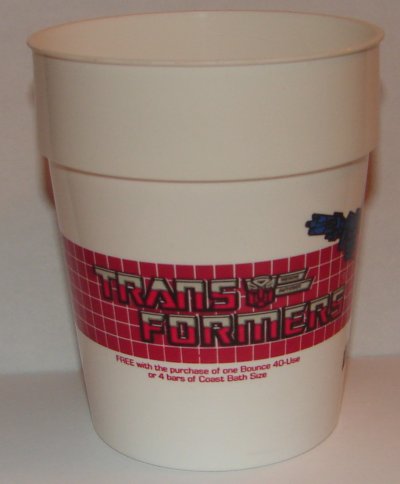 TRANS
FORMERS
FREE with the purchase of one Bounce 40-Use
or 4 bars of Coast Bath Size